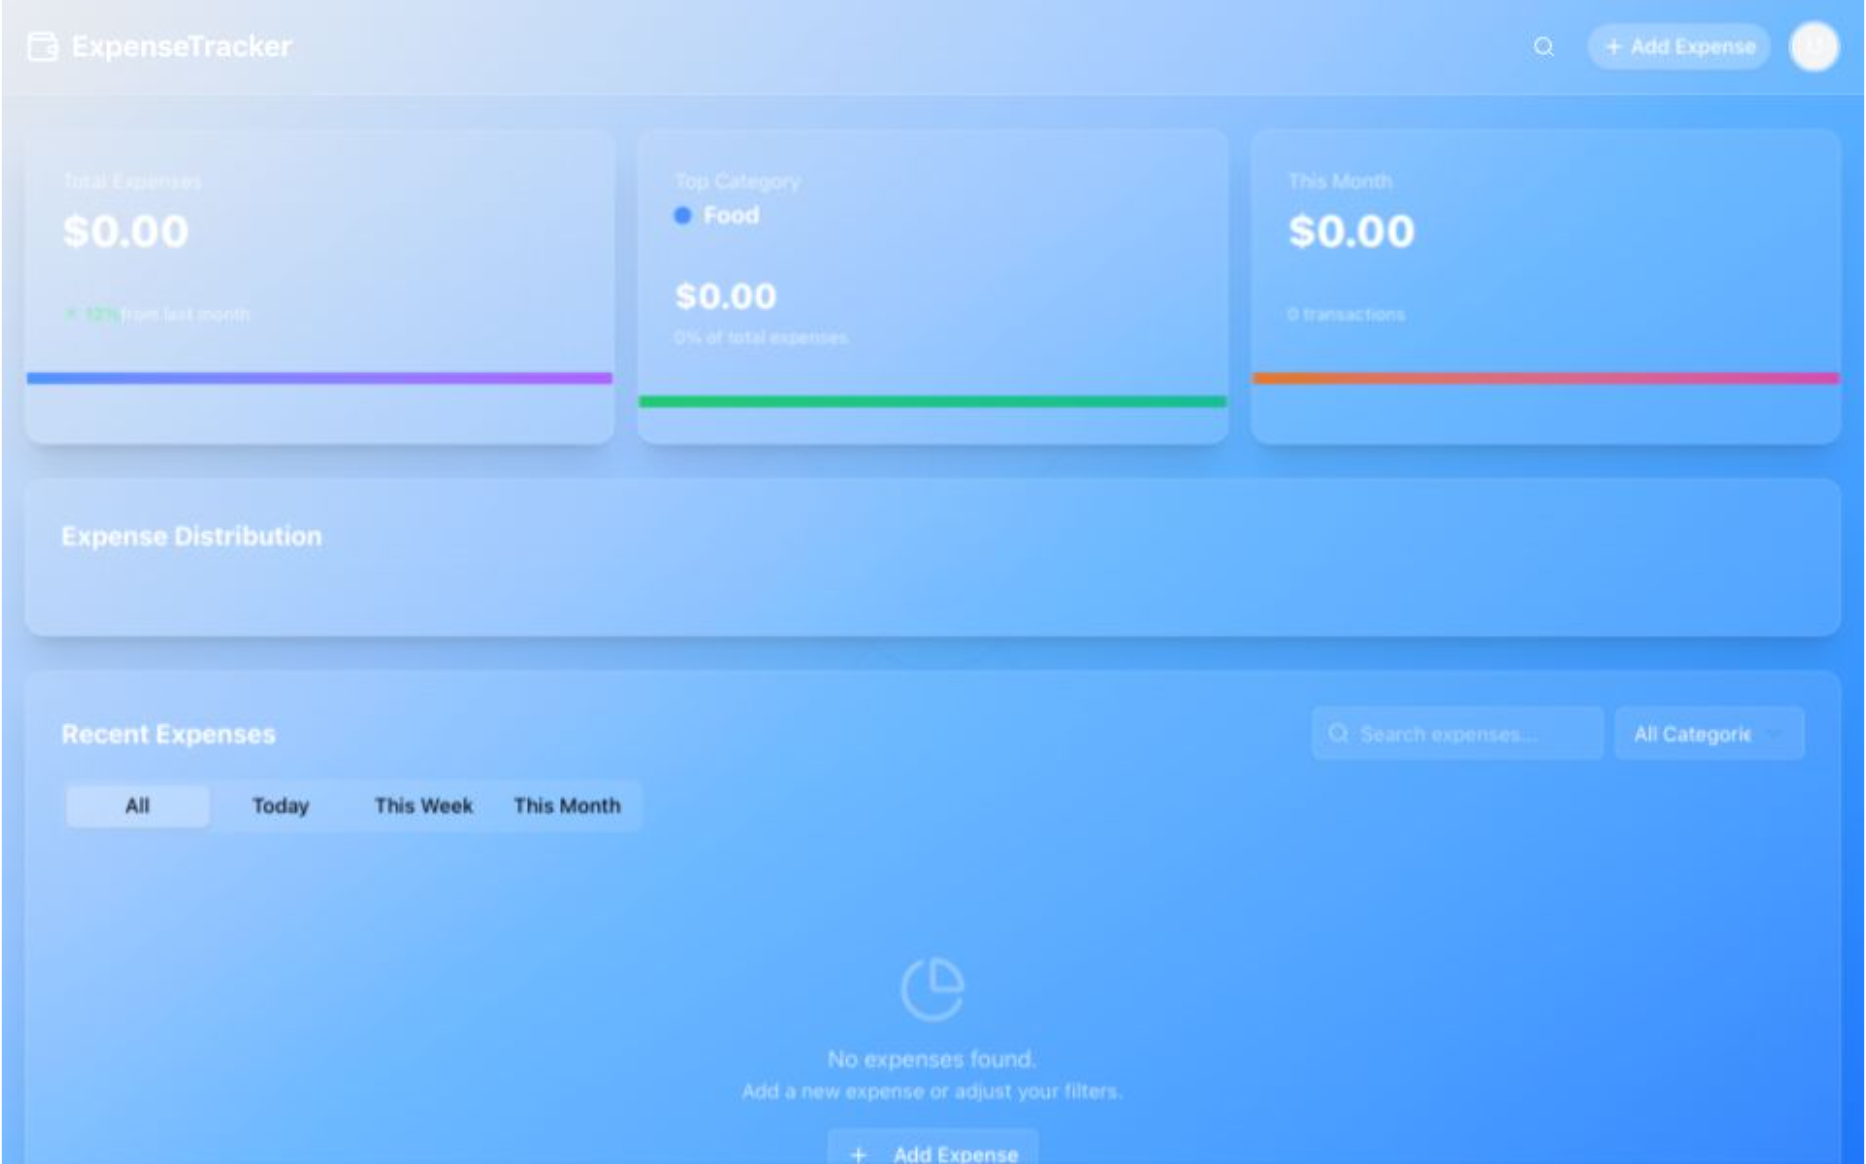 ExpenseTracker
+ Add Expense
Total Expenses
$0.00
12% from last month
Top Category
Food
$0.00
0% of total expenses
This Month
$0.00
0 transactions
Expense Distribution
Recent Expenses
Search expenses...
All Categorie
All
Today
This Week
This Month
No expenses found.
Add a new expense or adjust your filters.
+ Add Expense